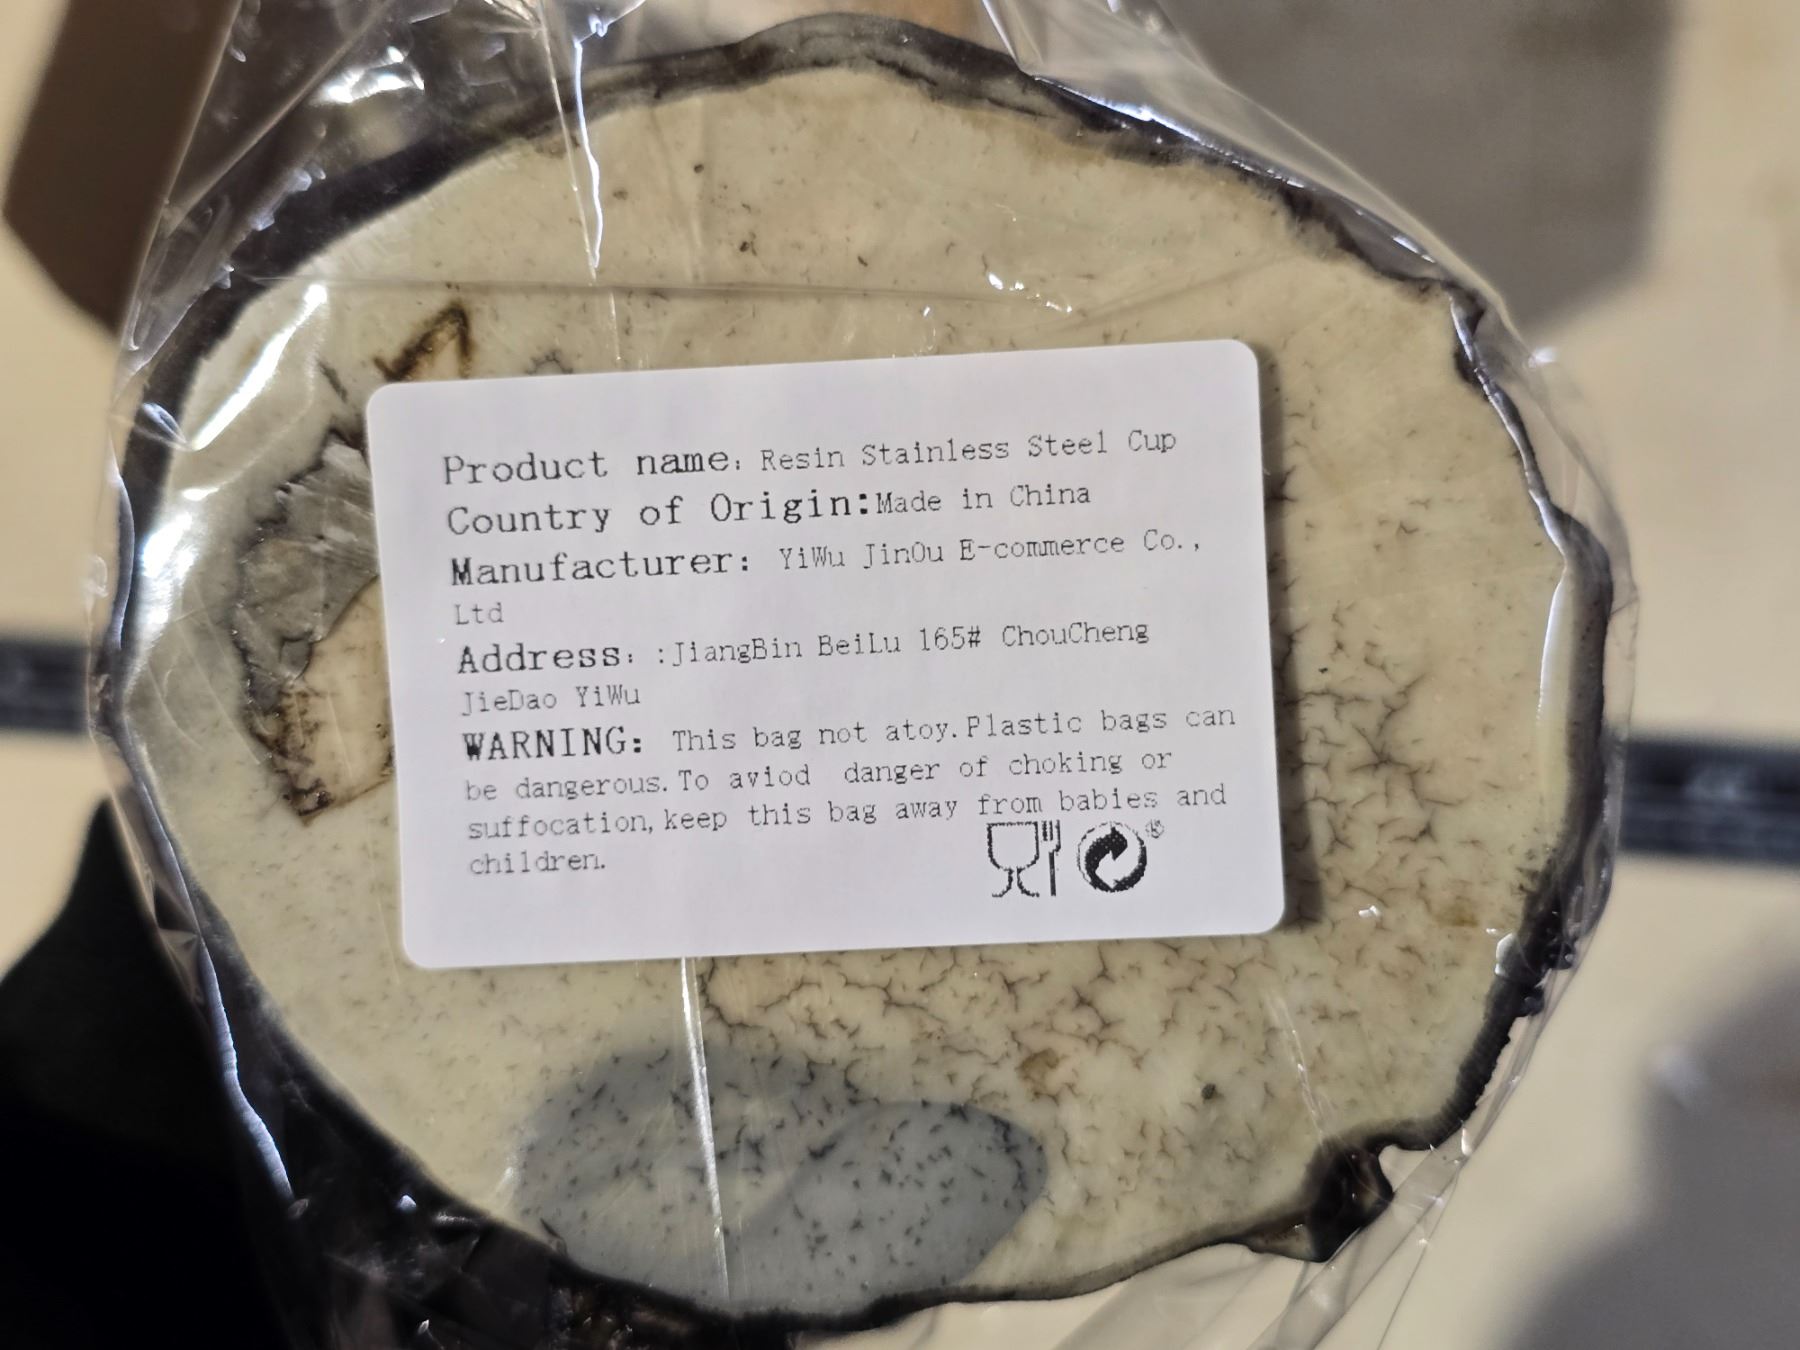 Product name: Resin Stainless Steel Cup
Country of Origin:Made in China
Manufacturer: YiWu JinOu E-commerce Co.,
Ltd
Address: :JiangBin BeiLu 165# ChouCheng
JieDao YiWu
WARNING: This bag not atoy.Plastic bags can
be dangerous.To aviod danger of choking or
suffocation,keep this bag away from babies and
children.
®